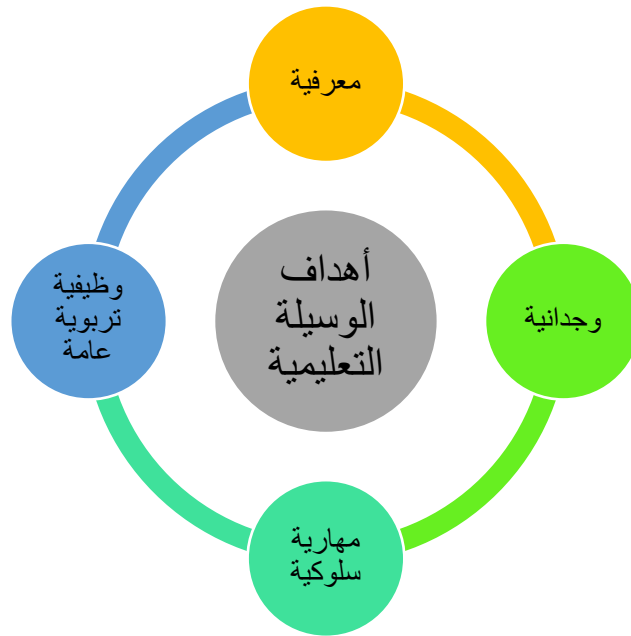 معرفية
أهداف
الوسيلة
التعليمية
وجدانية
وظيفية
تربوية
عامة
مهارية
سلوكية